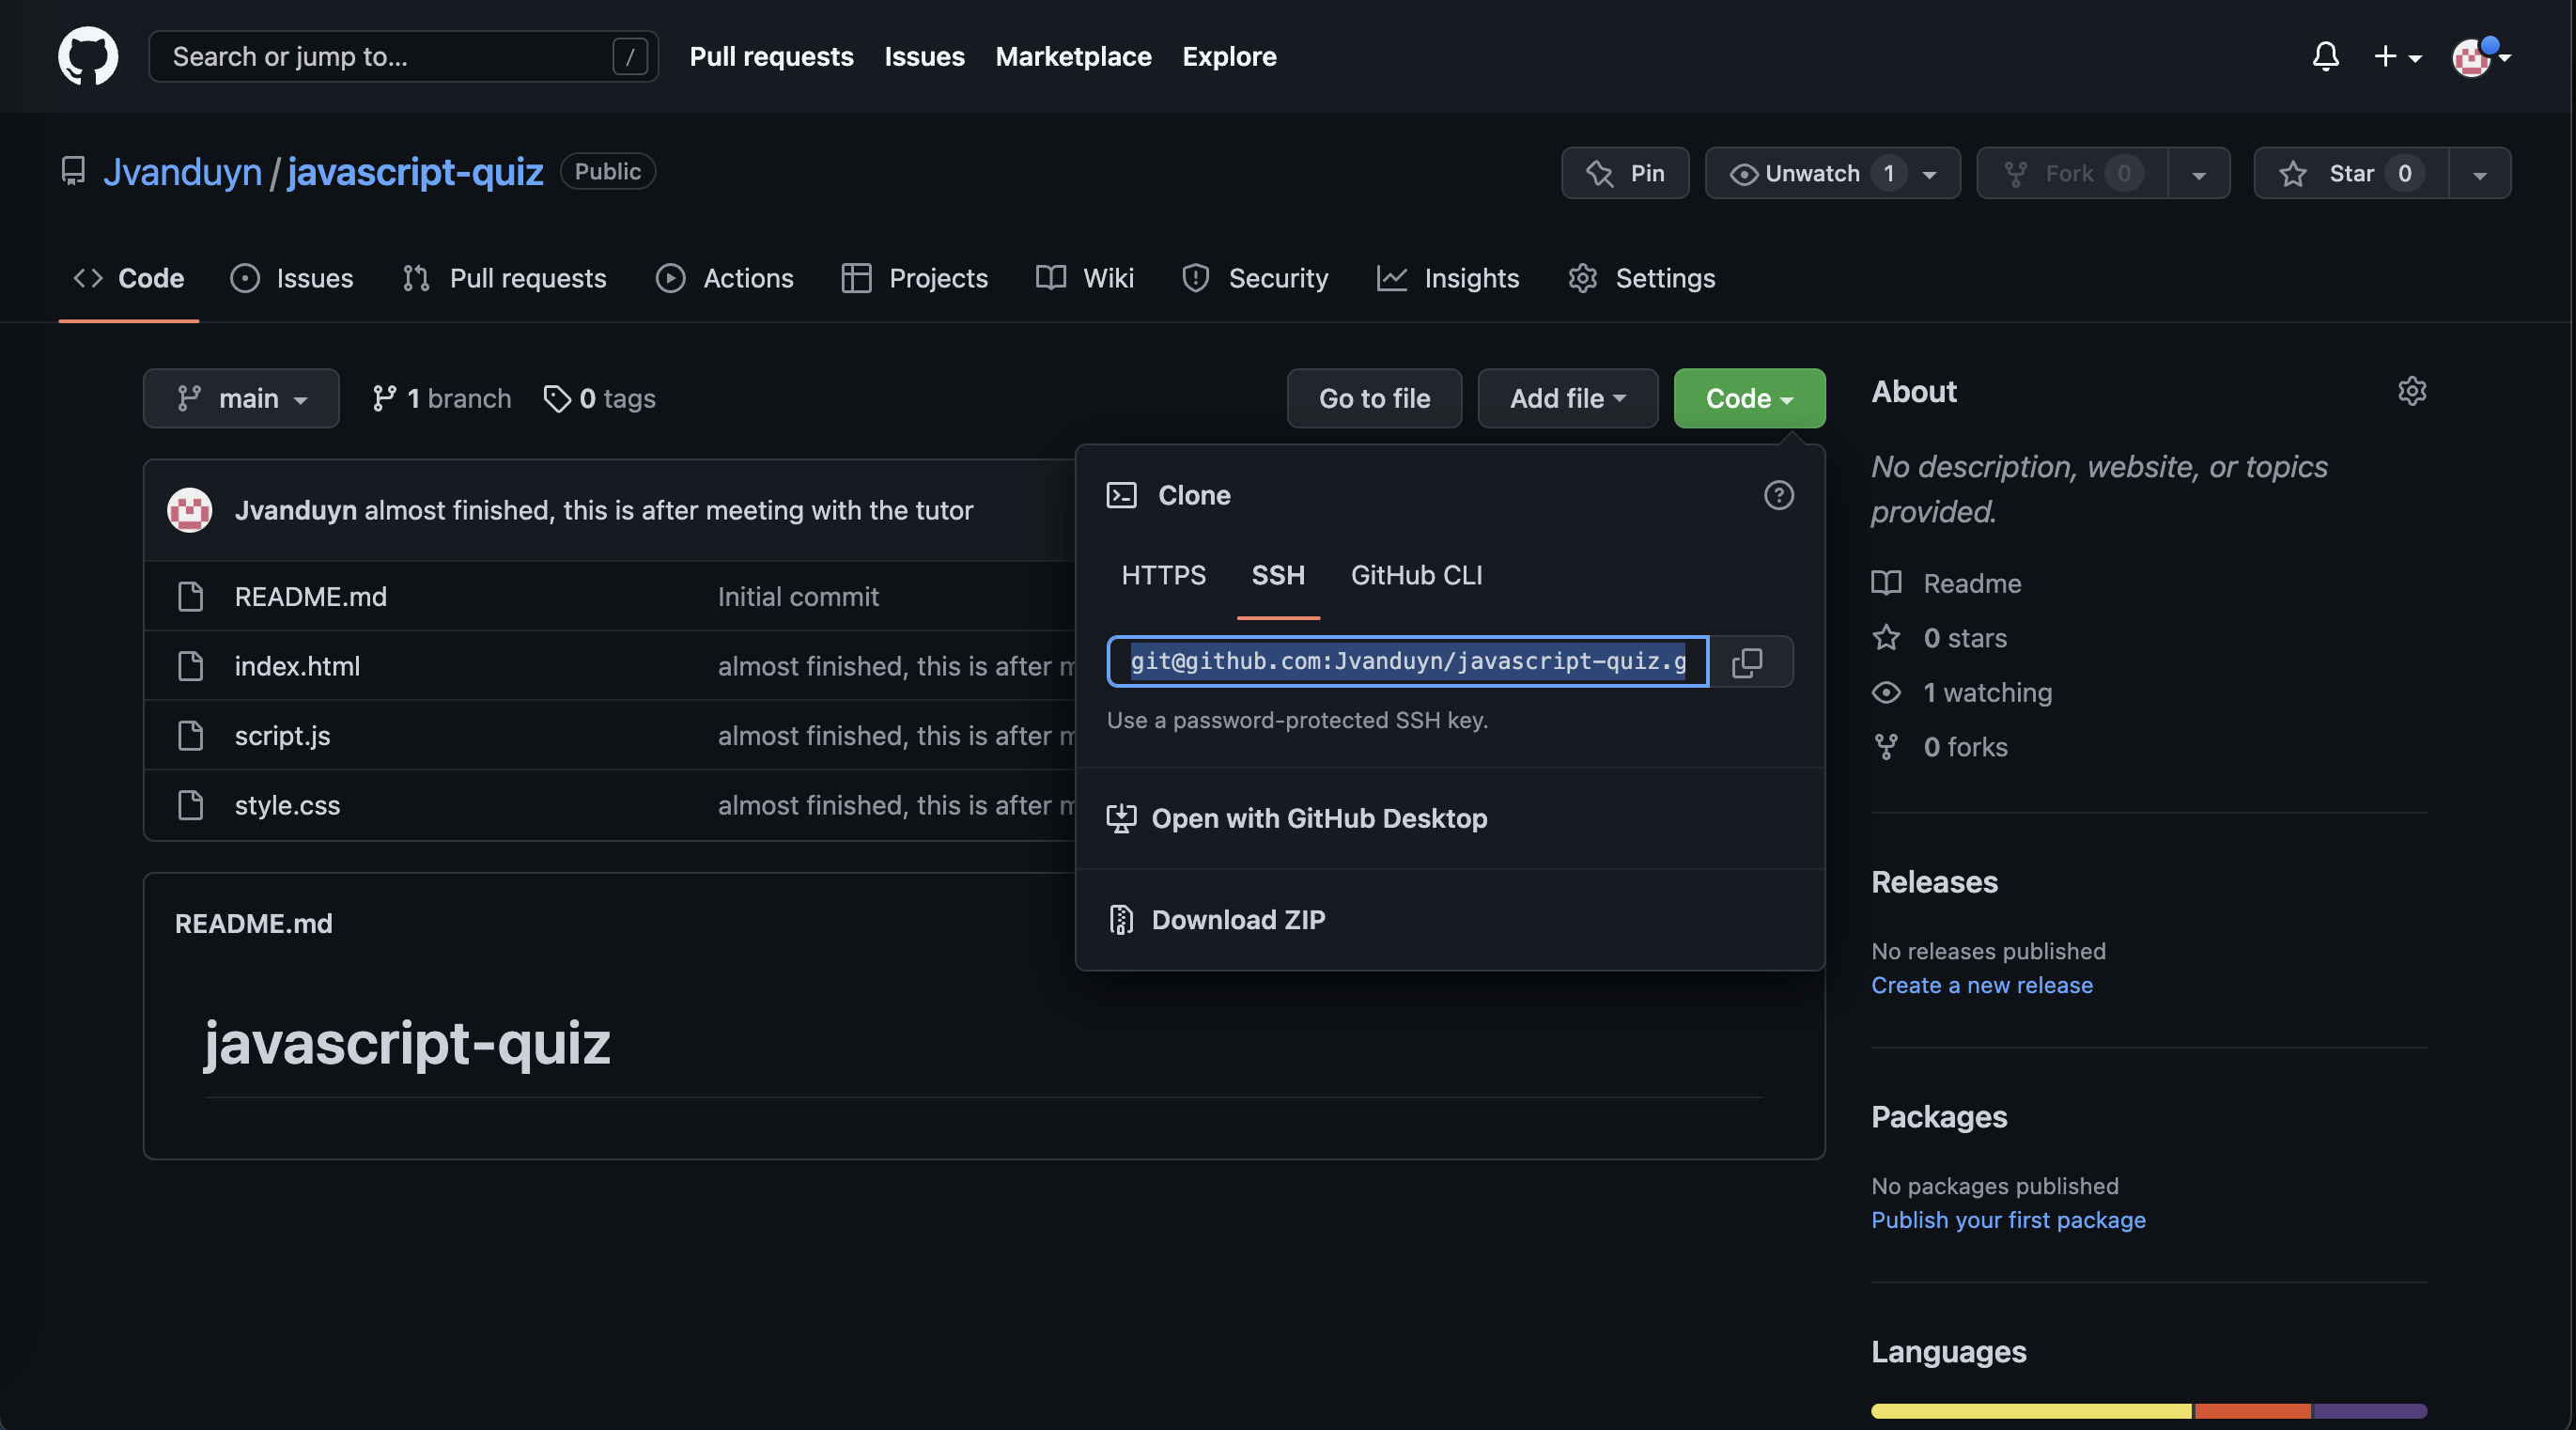 Search or jump to... /
Pull requests Issues Marketplace Explore
Jvanduyn / javascript-quiz Public
Pin Unwatch 1 Fork 0 Star 0
Code Issues Pull requests Actions Projects Wiki Security Insights Settings
main 1 branch 0 tags
Go to file Add file Code
Jvanduyn almost finished, this is after meeting with the tutor
README.md Initial commit
index.html almost finished, this is after m
script.js almost finished, this is after m
style.css almost finished, this is after m
README.md
javascript-quiz
Clone
HTTPS SSH GitHub CLI
git@github.com:Jvanduyn/javascript-quiz.g
Use a password-protected SSH key.
Open with GitHub Desktop
Download ZIP
About
No description, website, or topics
provided.
Readme
0 stars
1 watching
0 forks
Releases
No releases published
Create a new release
Packages
No packages published
Publish your first package
Languages